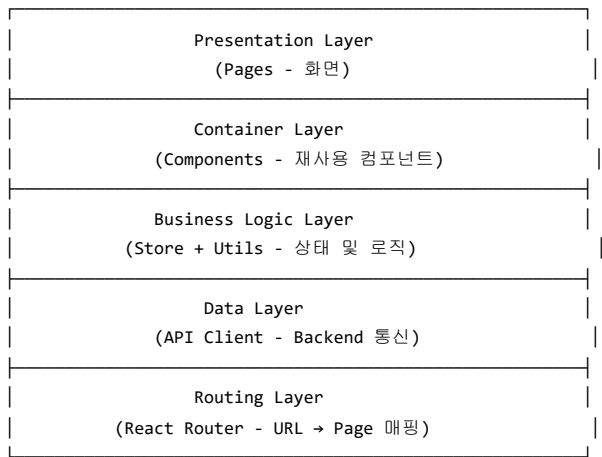 Presentation Layer
(Pages - 화면)
Container Layer
(Components - 재사용 컴포넌트)
Business Logic Layer
(Store + Utils - 상태 및 로직)
Data Layer
(API Client - Backend 통신)
Routing Layer
(React Router - URL → Page 매핑)